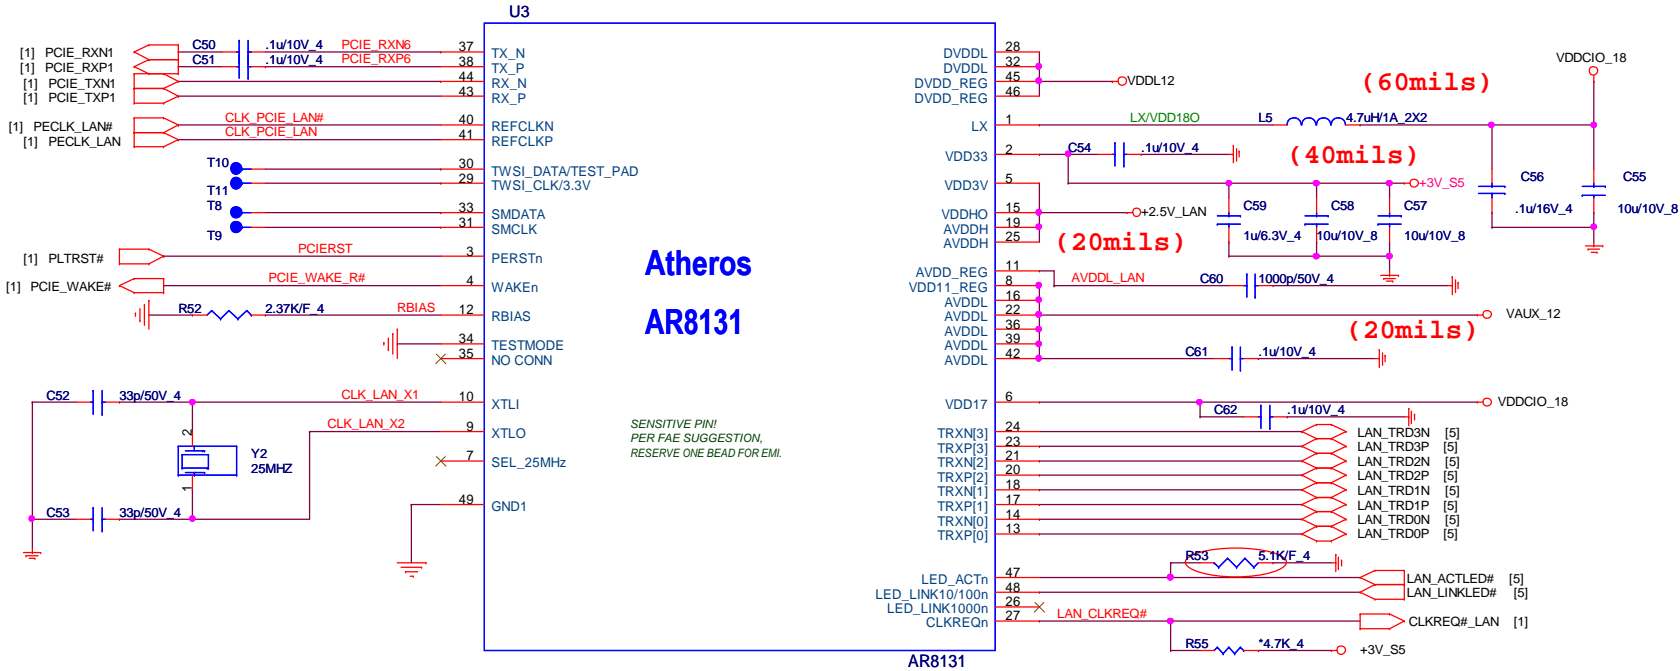 U3
[1] PCIE_RXN1 C50 .1u/10V_4 PCIE_RXN6 37 TX_N
[1] PCIE_RXP1 C51 .1u/10V_4 PCIE_RXP6 38 TX_P
[1] PCIE_TXN1 44 RX_N
[1] PCIE_TXP1 43 RX_P
[1] PECLK_LAN# CLK_PCIE_LAN# 40 REFCLKN
[1] PECLK_LAN CLK_PCIE_LAN 41 REFCLKP
T10 30 TWSI_DATA/TEST_PAD
T11 29 TWSI_CLK/3.3V
T8 33 SMDATA
T9 31 SMCLK
[1] PLTRST# PCIERST 3 PERSTn
[1] PCIE_WAKE# PCIE_WAKE_R# 4 WAKEn
R52 2.37K/F_4 RBIAS 12 RBIAS
34 TESTMODE
35 NO CONN
C52 33p/50V_4 CLK_LAN_X1 10 XTLI
CLK_LAN_X2 9 XTLO
2
Y2
25MHZ
1
7 SEL_25MHz
C53 33p/50V_4
49 GND1
Atheros
AR8131
SENSITIVE PIN!
PER FAE SUGGESTION,
RESERVE ONE BEAD FOR EMI.
DVDDL 28
DVDDL 32
DVDD_REG 45 VDDL12
DVDD_REG 46
VDDCIO_18
(60mils)
LX 1 LX/VDD18O L5 4.7uH/1A_2X2
VDD33 2 C54 .1u/10V_4
(40mils)
VDD3V 5 +3V_S5
C56 .1u/16V_4
C55 10u/10V_8
VDDHO 15 +2.5V_LAN
AVDDH 19
AVDDH 25
C59 1u/6.3V_4
C58 10u/10V_8
C57 10u/10V_8
(20mils)
AVDD_REG 11 AVDDL_LAN C60 1000p/50V_4
VDD11_REG 8
AVDDL 16
AVDDL 22 VAUX_12
AVDDL 36
(20mils)
AVDDL 39
AVDDL 42 C61 .1u/10V_4
VDD17 6 VDDCIO_18
C62 .1u/10V_4
TRXN[3] 24 LAN_TRD3N [5]
TRXP[3] 23 LAN_TRD3P [5]
TRXN[2] 21 LAN_TRD2N [5]
TRXP[2] 20 LAN_TRD2P [5]
TRXN[1] 18 LAN_TRD1N [5]
TRXP[1] 17 LAN_TRD1P [5]
TRXN[0] 14 LAN_TRD0N [5]
TRXP[0] 13 LAN_TRD0P [5]
R53 5.1K/F_4
LED_ACTn 47 LAN_ACTLED# [5]
LED_LINK10/100n 48 LAN_LINKLED# [5]
LED_LINK1000n 26
CLKREQn 27 LAN_CLKREQ# CLKREQ#_LAN [1]
R55 *4.7K_4 +3V_S5
AR8131